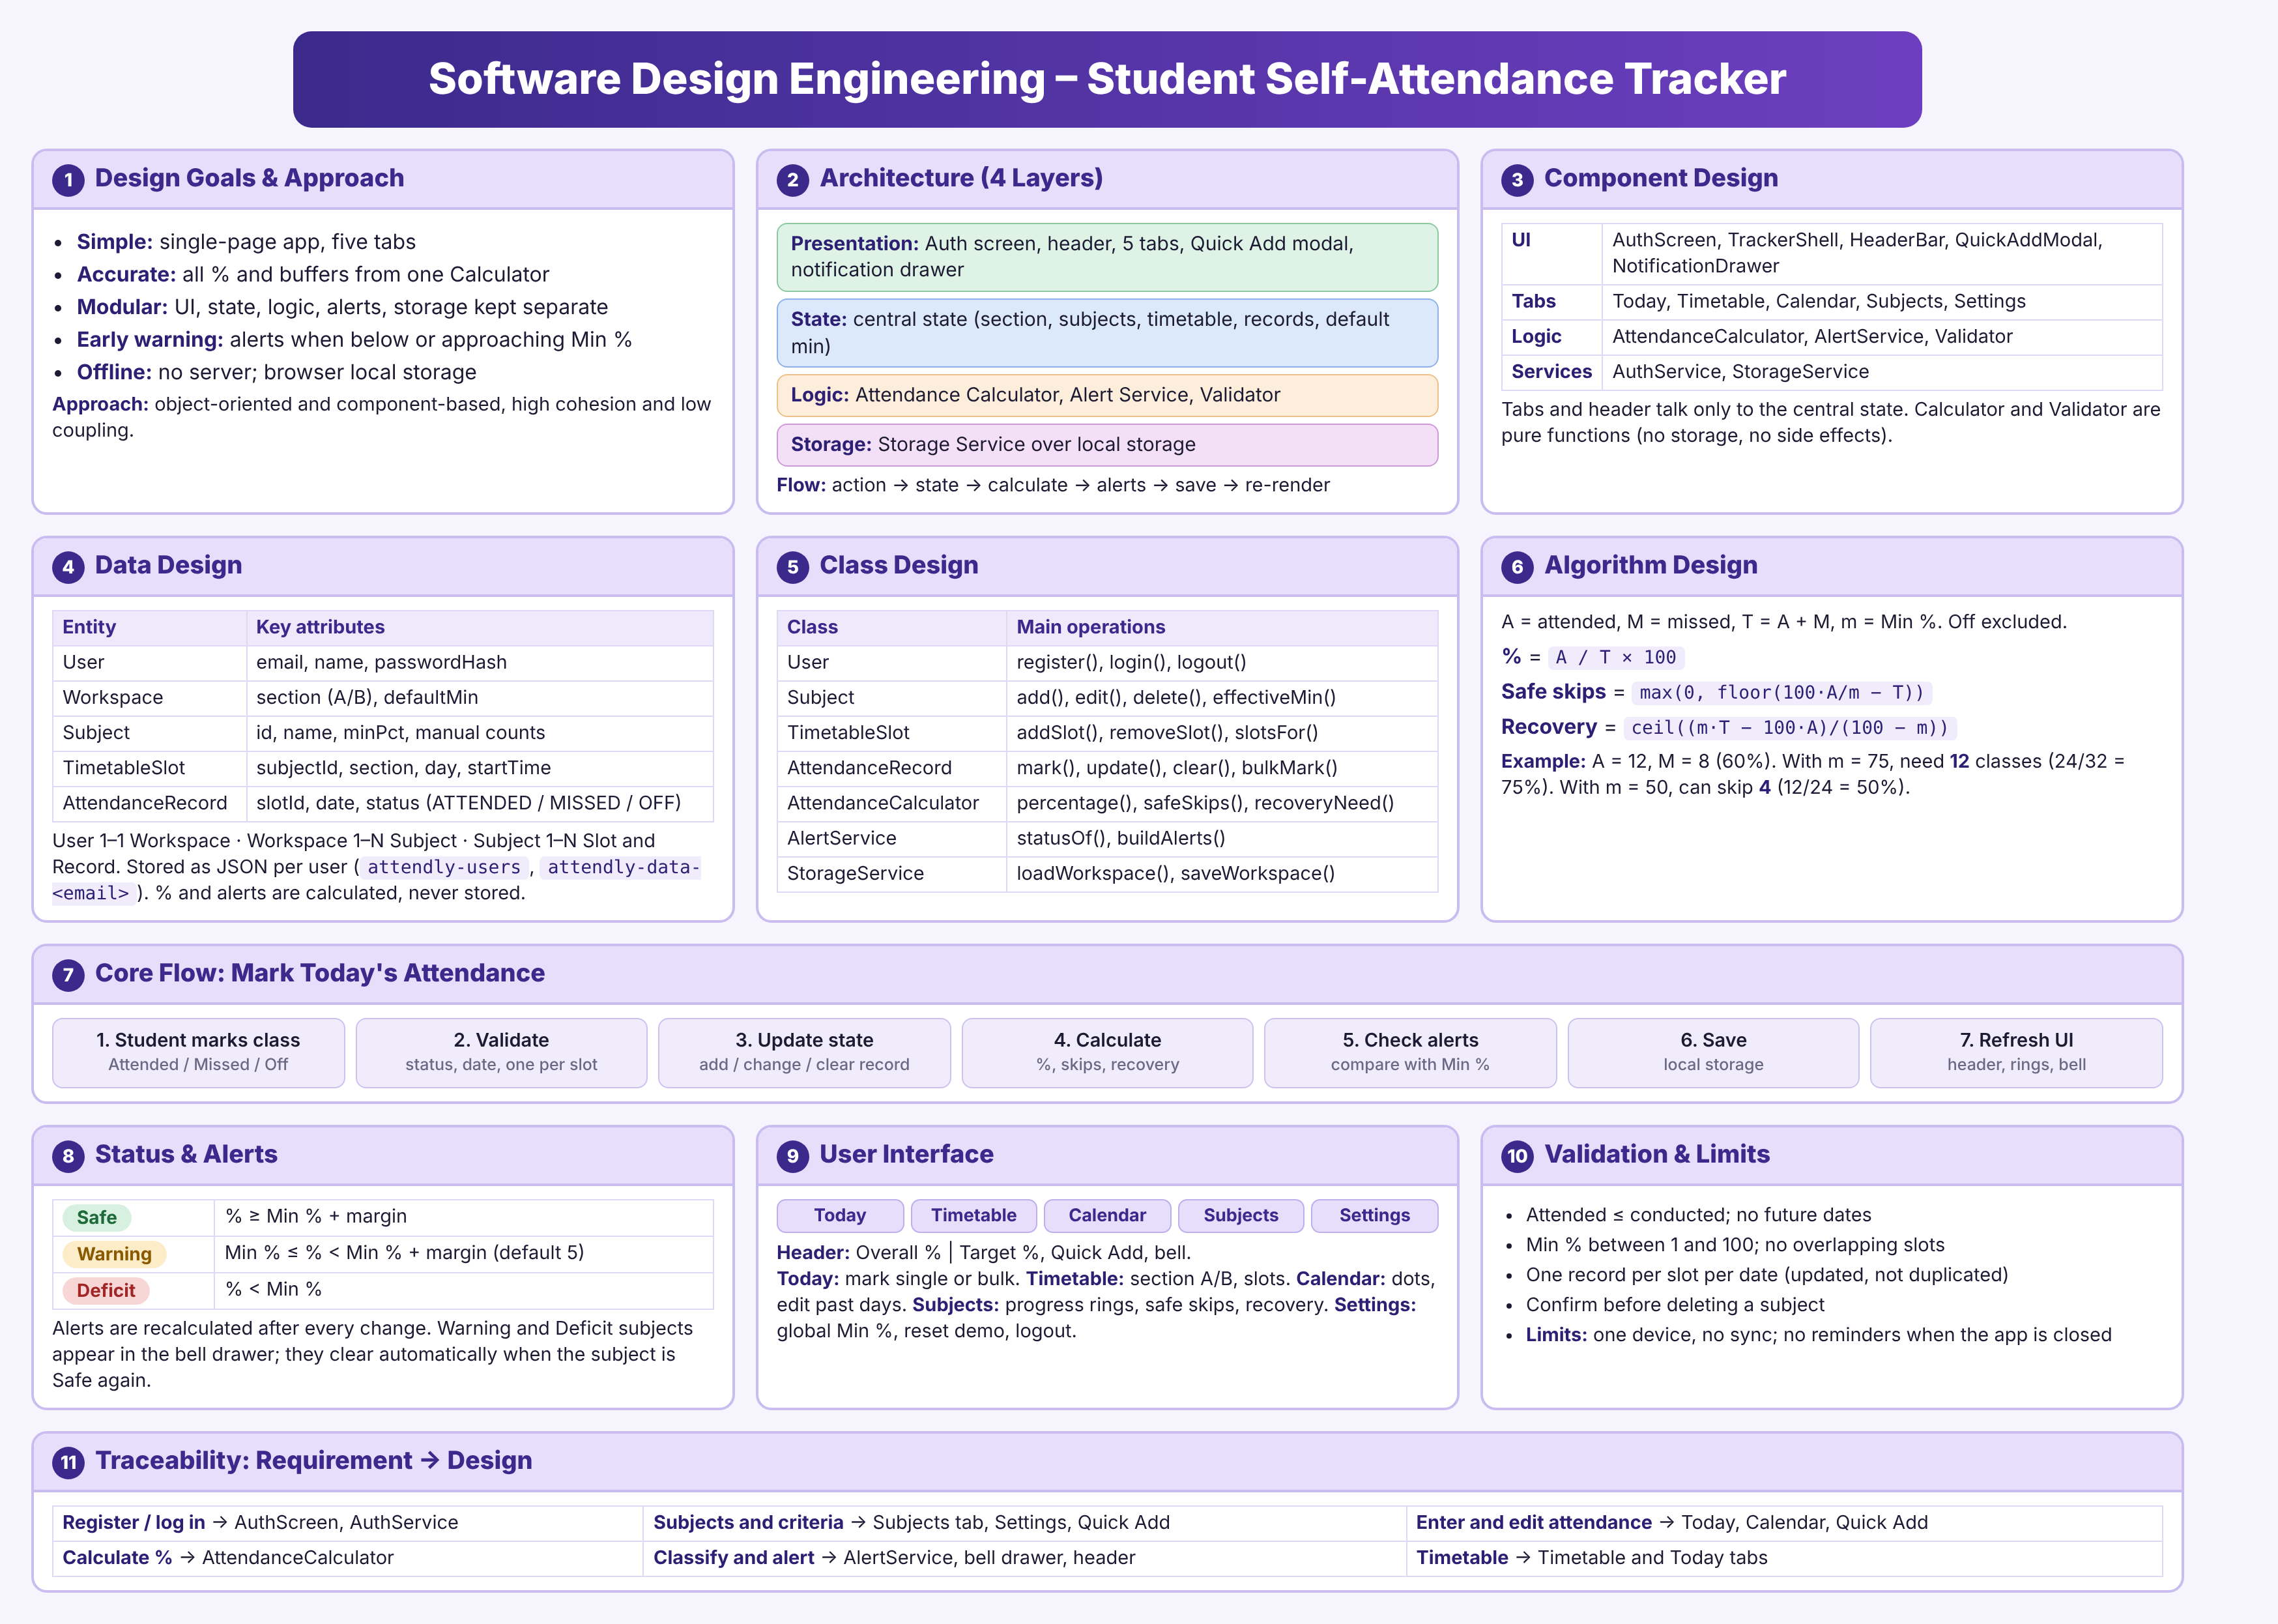 Software Design Engineering – Student Self-Attendance Tracker
1 Design Goals & Approach
• Simple: single-page app, five tabs
• Accurate: all % and buffers from one Calculator
• Modular: UI, state, logic, alerts, storage kept separate
• Early warning: alerts when below or approaching Min %
• Offline: no server; browser local storage
Approach: object-oriented and component-based, high cohesion and low
coupling.
2 Architecture (4 Layers)
Presentation: Auth screen, header, 5 tabs, Quick Add modal,
notification drawer
State: central state (section, subjects, timetable, records, default
min)
Logic: Attendance Calculator, Alert Service, Validator
Storage: Storage Service over local storage
Flow: action → state → calculate → alerts → save → re-render
3 Component Design
UI AuthScreen, TrackerShell, HeaderBar, QuickAddModal,
NotificationDrawer
Tabs Today, Timetable, Calendar, Subjects, Settings
Logic AttendanceCalculator, AlertService, Validator
Services AuthService, StorageService
Tabs and header talk only to the central state. Calculator and Validator are
pure functions (no storage, no side effects).
4 Data Design
Entity Key attributes
User email, name, passwordHash
Workspace section (A/B), defaultMin
Subject id, name, minPct, manual counts
TimetableSlot subjectId, section, day, startTime
AttendanceRecord slotId, date, status (ATTENDED / MISSED / OFF)
User 1–1 Workspace · Workspace 1–N Subject · Subject 1–N Slot and
Record. Stored as JSON per user ( attendly-users , attendly-data-
<email> ). % and alerts are calculated, never stored.
5 Class Design
Class Main operations
User register(), login(), logout()
Subject add(), edit(), delete(), effectiveMin()
TimetableSlot addSlot(), removeSlot(), slotsFor()
AttendanceRecord mark(), update(), clear(), bulkMark()
AttendanceCalculator percentage(), safeSkips(), recoveryNeed()
AlertService statusOf(), buildAlerts()
StorageService loadWorkspace(), saveWorkspace()
6 Algorithm Design
A = attended, M = missed, T = A + M, m = Min %. Off excluded.
% = A / T × 100
Safe skips = max(0, floor(100·A/m − T))
Recovery = ceil((m·T − 100·A)/(100 − m))
Example: A = 12, M = 8 (60%). With m = 75, need 12 classes (24/32 =
75%). With m = 50, can skip 4 (12/24 = 50%).
7 Core Flow: Mark Today's Attendance
1. Student marks class
Attended / Missed / Off
2. Validate
status, date, one per slot
3. Update state
add / change / clear record
4. Calculate
%, skips, recovery
5. Check alerts
compare with Min %
6. Save
local storage
7. Refresh UI
header, rings, bell
8 Status & Alerts
Safe % ≥ Min % + margin
Warning Min % ≤ % < Min % + margin (default 5)
Deficit % < Min %
Alerts are recalculated after every change. Warning and Deficit subjects
appear in the bell drawer; they clear automatically when the subject is
Safe again.
9 User Interface
Today Timetable Calendar Subjects Settings
Header: Overall % | Target %, Quick Add, bell.
Today: mark single or bulk. Timetable: section A/B, slots. Calendar: dots,
edit past days. Subjects: progress rings, safe skips, recovery. Settings:
global Min %, reset demo, logout.
10 Validation & Limits
• Attended ≤ conducted; no future dates
• Min % between 1 and 100; no overlapping slots
• One record per slot per date (updated, not duplicated)
• Confirm before deleting a subject
• Limits: one device, no sync; no reminders when the app is closed
11 Traceability: Requirement → Design
Register / log in → AuthScreen, AuthService Subjects and criteria → Subjects tab, Settings, Quick Add Enter and edit attendance → Today, Calendar, Quick Add
Calculate % → AttendanceCalculator Classify and alert → AlertService, bell drawer, header Timetable → Timetable and Today tabs